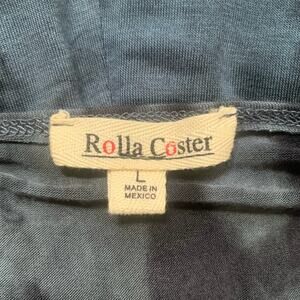 Rolla Coster
L
MADE IN
MEXICO